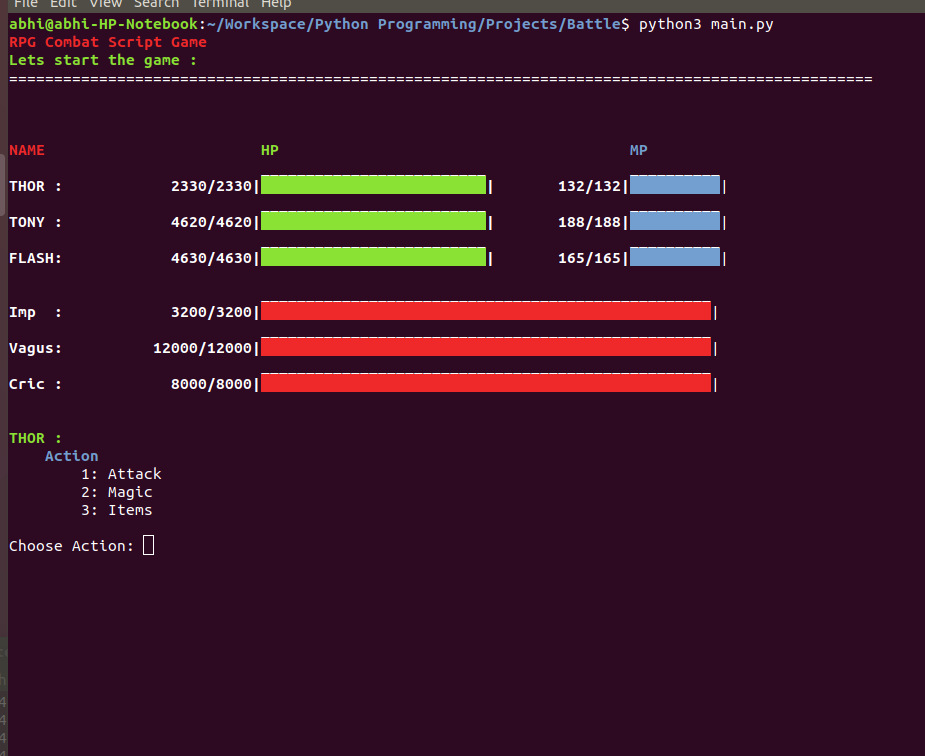 File Edit View Search Terminal Help
abhi@abhi-HP-Notebook:~/Workspace/Python Programming/Projects/Battle$ python3 main.py
RPG Combat Script Game
Lets start the game :
================================================================================================
NAME HP MP
THOR : 2330/2330| | 132/132| |
TONY : 4620/4620| | 188/188| |
FLASH: 4630/4630| | 165/165| |
Imp : 3200/3200| |
Vagus: 12000/12000| |
Cric : 8000/8000| |
THOR :
Action
1: Attack
2: Magic
3: Items
Choose Action: